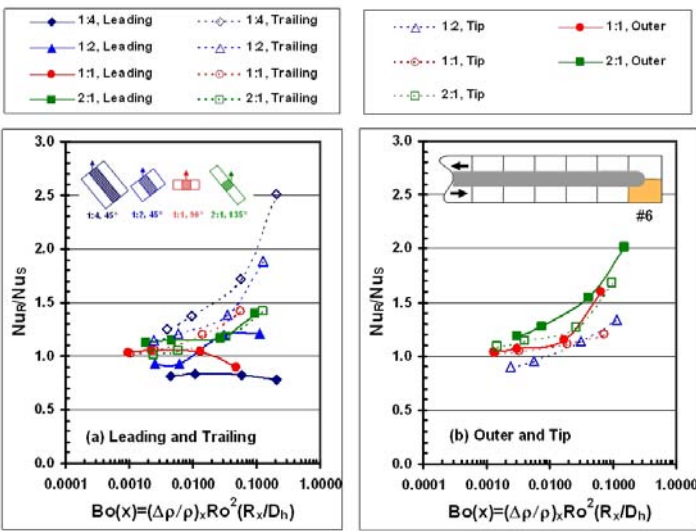 1:4, Leading
1:4, Trailing
1:2, Leading
1:2, Trailing
1:1, Leading
1:1, Trailing
2:1, Leading
2:1, Trailing
1:2, Tip
1:1, Outer
1:1, Tip
2:1, Outer
2:1, Tip
3.0
2.5
2.0
1.5
1.0
0.5
0.0
NuR/NuS
1:4, 45° 1:2, 45° 1:1, 90° 2:1, 135°
(a) Leading and Trailing
0.0001 0.0010 0.0100 0.1000 1.0000
Bo(x)=(Δρ/ρ)xRo²(Rx/Dh)
3.0
2.5
2.0
1.5
1.0
0.5
0.0
NuR/NuS
#6
(b) Outer and Tip
0.0001 0.0010 0.0100 0.1000 1.0000
Bo(x)=(Δρ/ρ)xRo²(Rx/Dh)